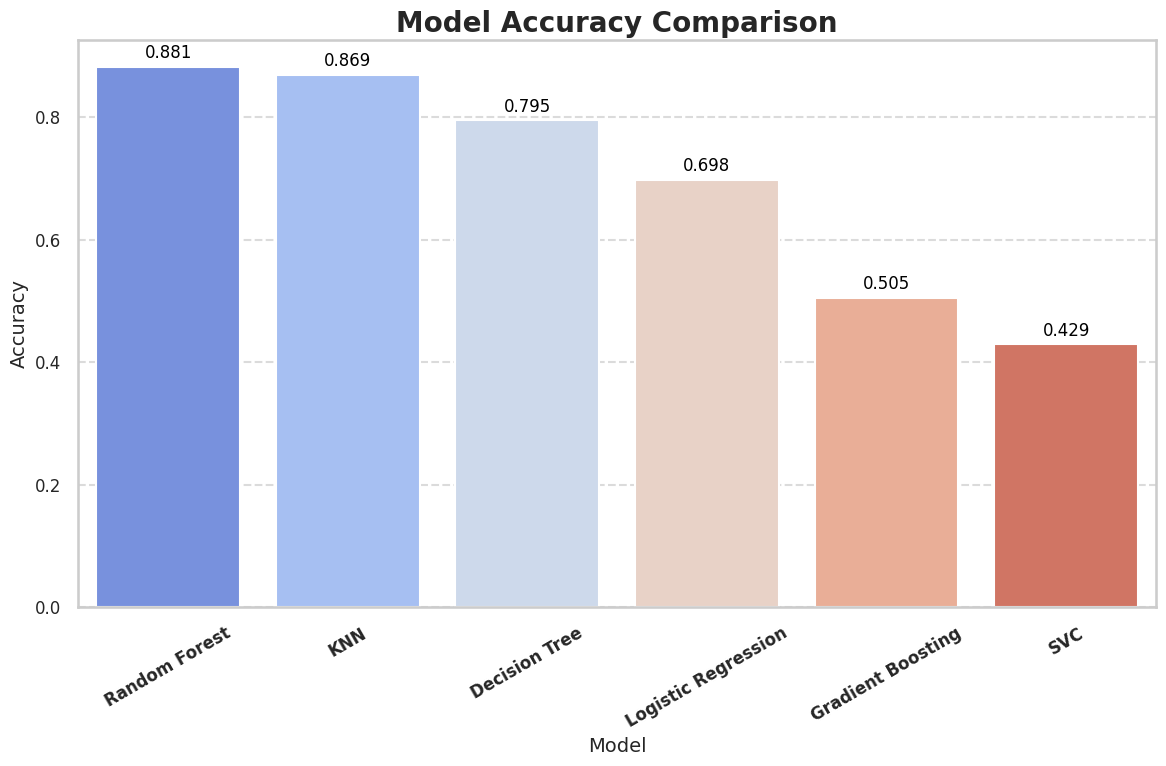 Model Accuracy Comparison
0.881
0.869
0.795
0.698
0.505
0.429
Accuracy
0.8
0.6
0.4
0.2
0.0
Random Forest
KNN
Decision Tree
Logistic Regression
Gradient Boosting
SVC
Model